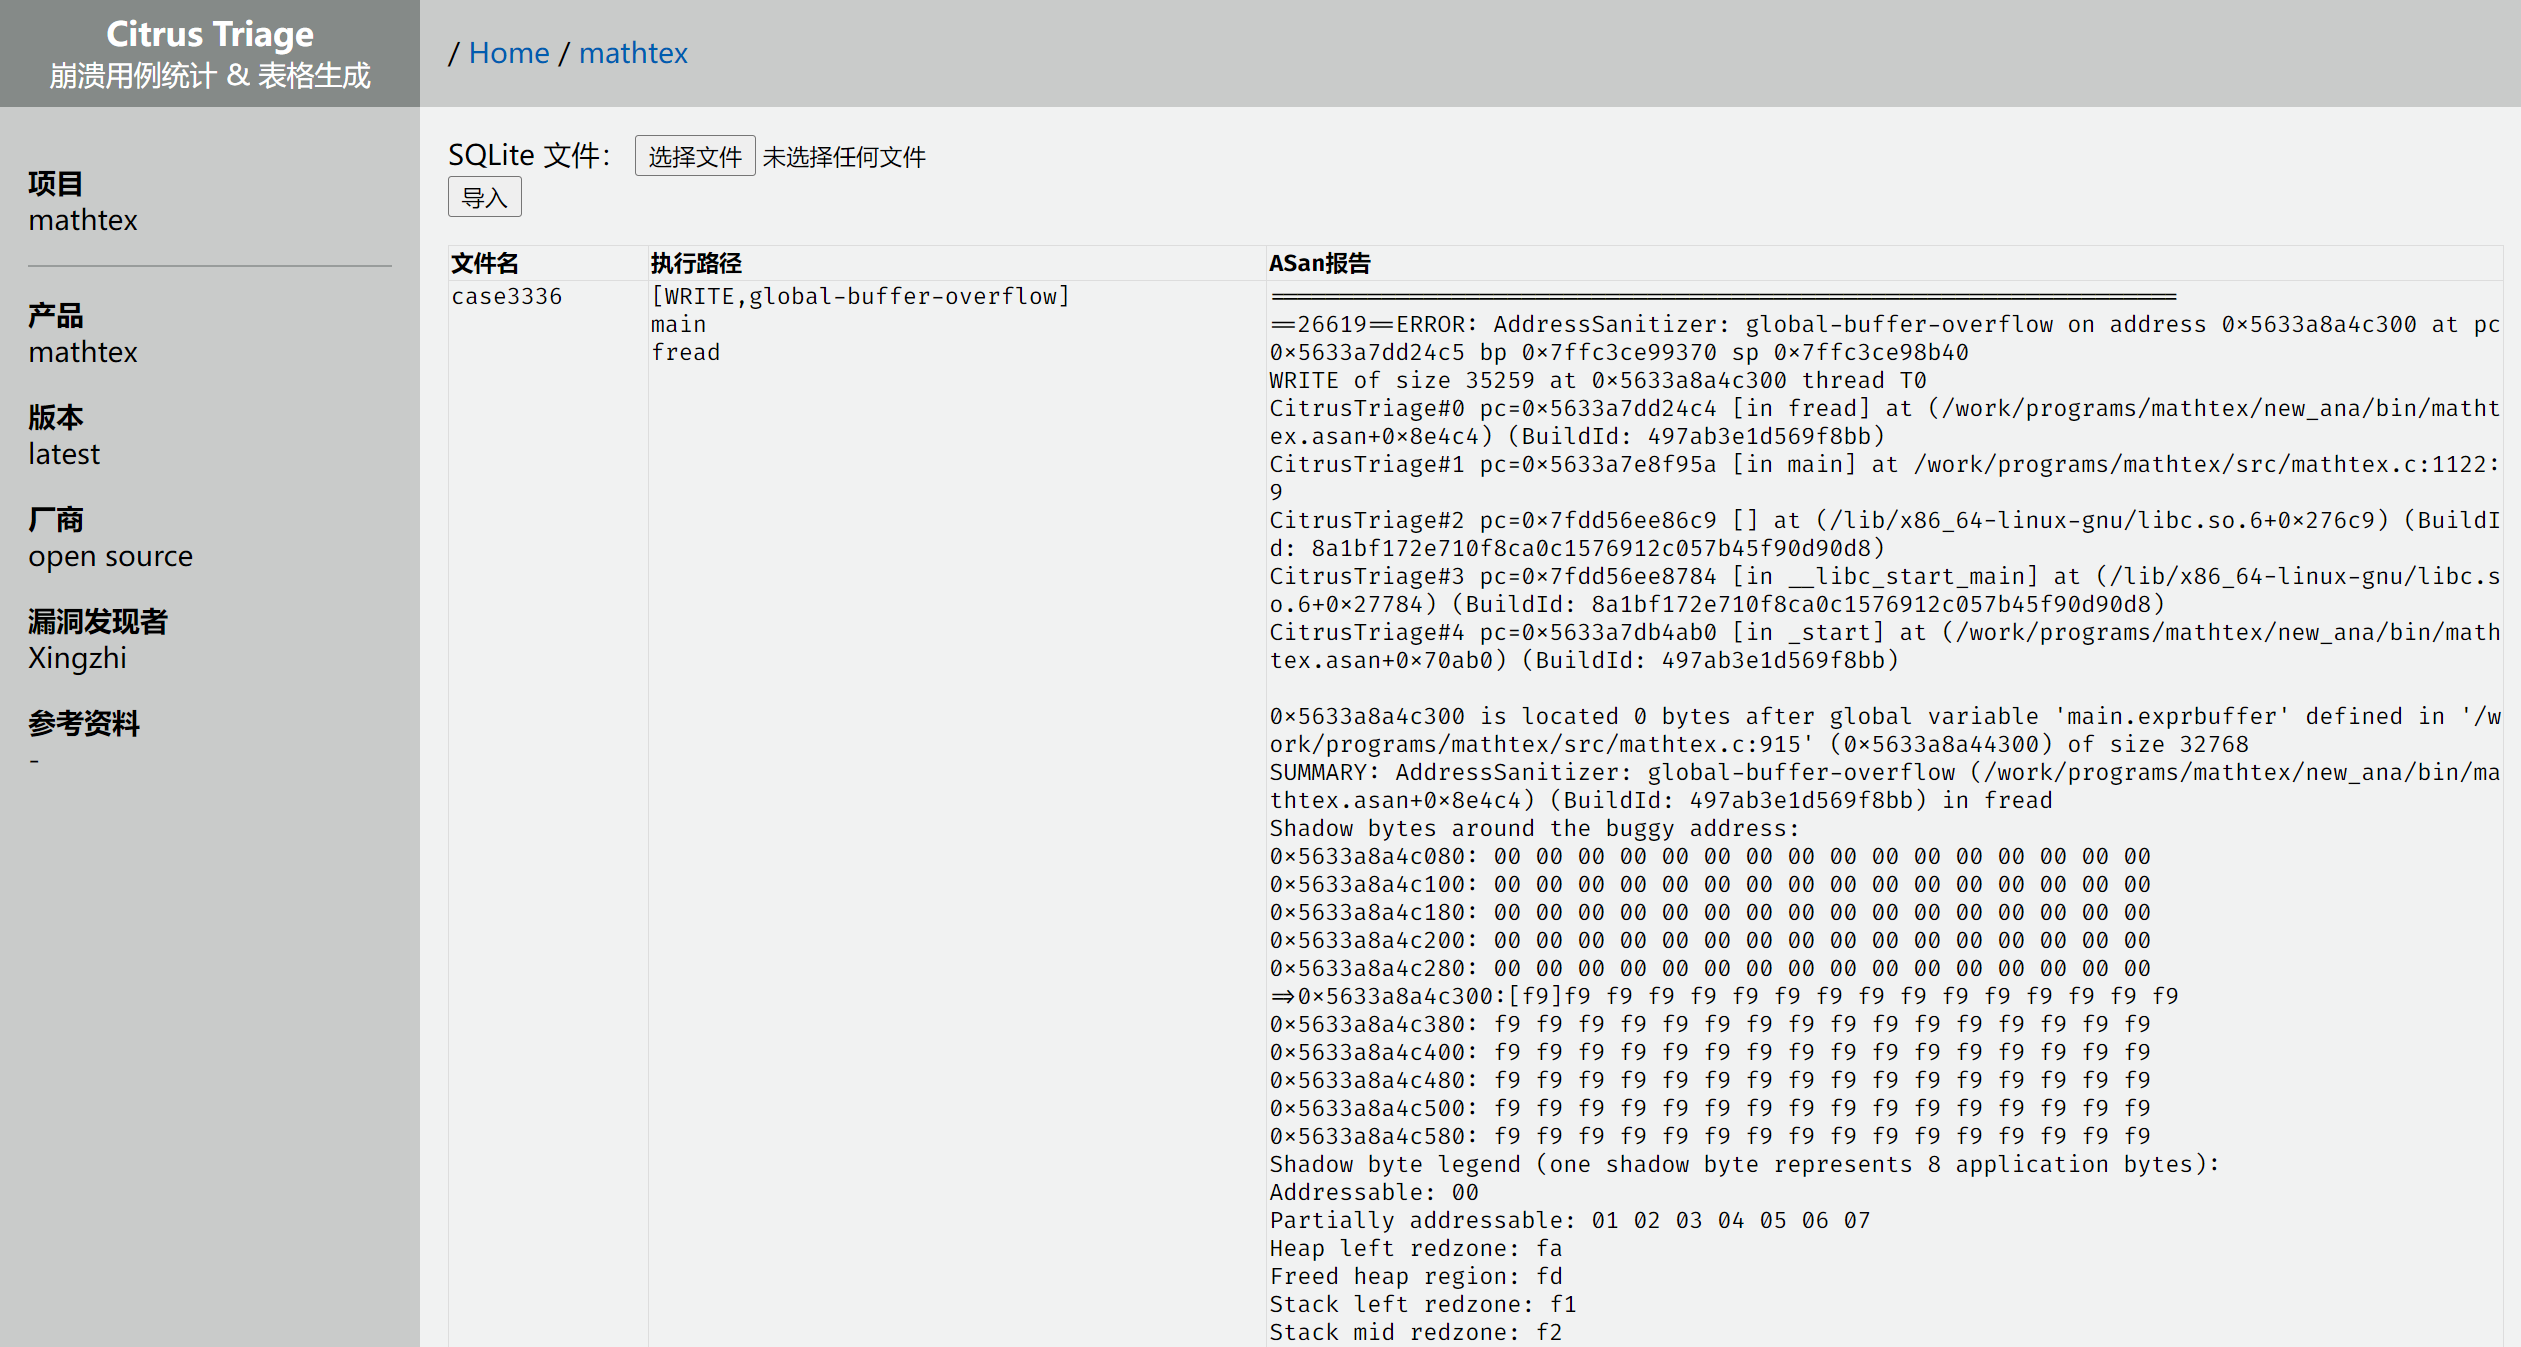 Citrus Triage
崩溃用例统计 & 表格生成
/ Home / mathtex
项目
mathtex
产品
mathtex
版本
latest
厂商
open source
漏洞发现者
Xingzhi
参考资料
-
SQLite 文件： 选择文件 未选择任何文件
导入
文件名 执行路径 ASan报告
case3336
[WRITE,global-buffer-overflow]
main
fread
=================================================================
==26619==ERROR: AddressSanitizer: global-buffer-overflow on address 0x5633a8a4c300 at pc
0x5633a7dd24c5 bp 0x7ffc3ce99370 sp 0x7ffc3ce98b40
WRITE of size 35259 at 0x5633a8a4c300 thread T0
CitrusTriage#0 pc=0x5633a7dd24c4 [in fread] at (/work/programs/mathtex/new_ana/bin/matht
ex.asan+0x8e4c4) (BuildId: 497ab3e1d569f8bb)
CitrusTriage#1 pc=0x5633a7e8f95a [in main] at /work/programs/mathtex/src/mathtex.c:1122:
9
CitrusTriage#2 pc=0x7fdd56ee86c9 [] at (/lib/x86_64-linux-gnu/libc.so.6+0x276c9) (BuildI
d: 8a1bf172e710f8ca0c1576912c057b45f90d90d8)
CitrusTriage#3 pc=0x7fdd56ee8784 [in __libc_start_main] at (/lib/x86_64-linux-gnu/libc.s
o.6+0x27784) (BuildId: 8a1bf172e710f8ca0c1576912c057b45f90d90d8)
CitrusTriage#4 pc=0x5633a7db4ab0 [in _start] at (/work/programs/mathtex/new_ana/bin/math
tex.asan+0x70ab0) (BuildId: 497ab3e1d569f8bb)
0x5633a8a4c300 is located 0 bytes after global variable 'main.exprbuffer' defined in '/w
ork/programs/mathtex/src/mathtex.c:915' (0x5633a8a44300) of size 32768
SUMMARY: AddressSanitizer: global-buffer-overflow (/work/programs/mathtex/new_ana/bin/ma
thtex.asan+0x8e4c4) (BuildId: 497ab3e1d569f8bb) in fread
Shadow bytes around the buggy address:
0x5633a8a4c080: 00 00 00 00 00 00 00 00 00 00 00 00 00 00 00 00
0x5633a8a4c100: 00 00 00 00 00 00 00 00 00 00 00 00 00 00 00 00
0x5633a8a4c180: 00 00 00 00 00 00 00 00 00 00 00 00 00 00 00 00
0x5633a8a4c200: 00 00 00 00 00 00 00 00 00 00 00 00 00 00 00 00
0x5633a8a4c280: 00 00 00 00 00 00 00 00 00 00 00 00 00 00 00 00
=>0x5633a8a4c300:[f9]f9 f9 f9 f9 f9 f9 f9 f9 f9 f9 f9 f9 f9 f9 f9
0x5633a8a4c380: f9 f9 f9 f9 f9 f9 f9 f9 f9 f9 f9 f9 f9 f9 f9 f9
0x5633a8a4c400: f9 f9 f9 f9 f9 f9 f9 f9 f9 f9 f9 f9 f9 f9 f9 f9
0x5633a8a4c480: f9 f9 f9 f9 f9 f9 f9 f9 f9 f9 f9 f9 f9 f9 f9 f9
0x5633a8a4c500: f9 f9 f9 f9 f9 f9 f9 f9 f9 f9 f9 f9 f9 f9 f9 f9
0x5633a8a4c580: f9 f9 f9 f9 f9 f9 f9 f9 f9 f9 f9 f9 f9 f9 f9 f9
Shadow byte legend (one shadow byte represents 8 application bytes):
Addressable: 00
Partially addressable: 01 02 03 04 05 06 07
Heap left redzone: fa
Freed heap region: fd
Stack left redzone: f1
Stack mid redzone: f2